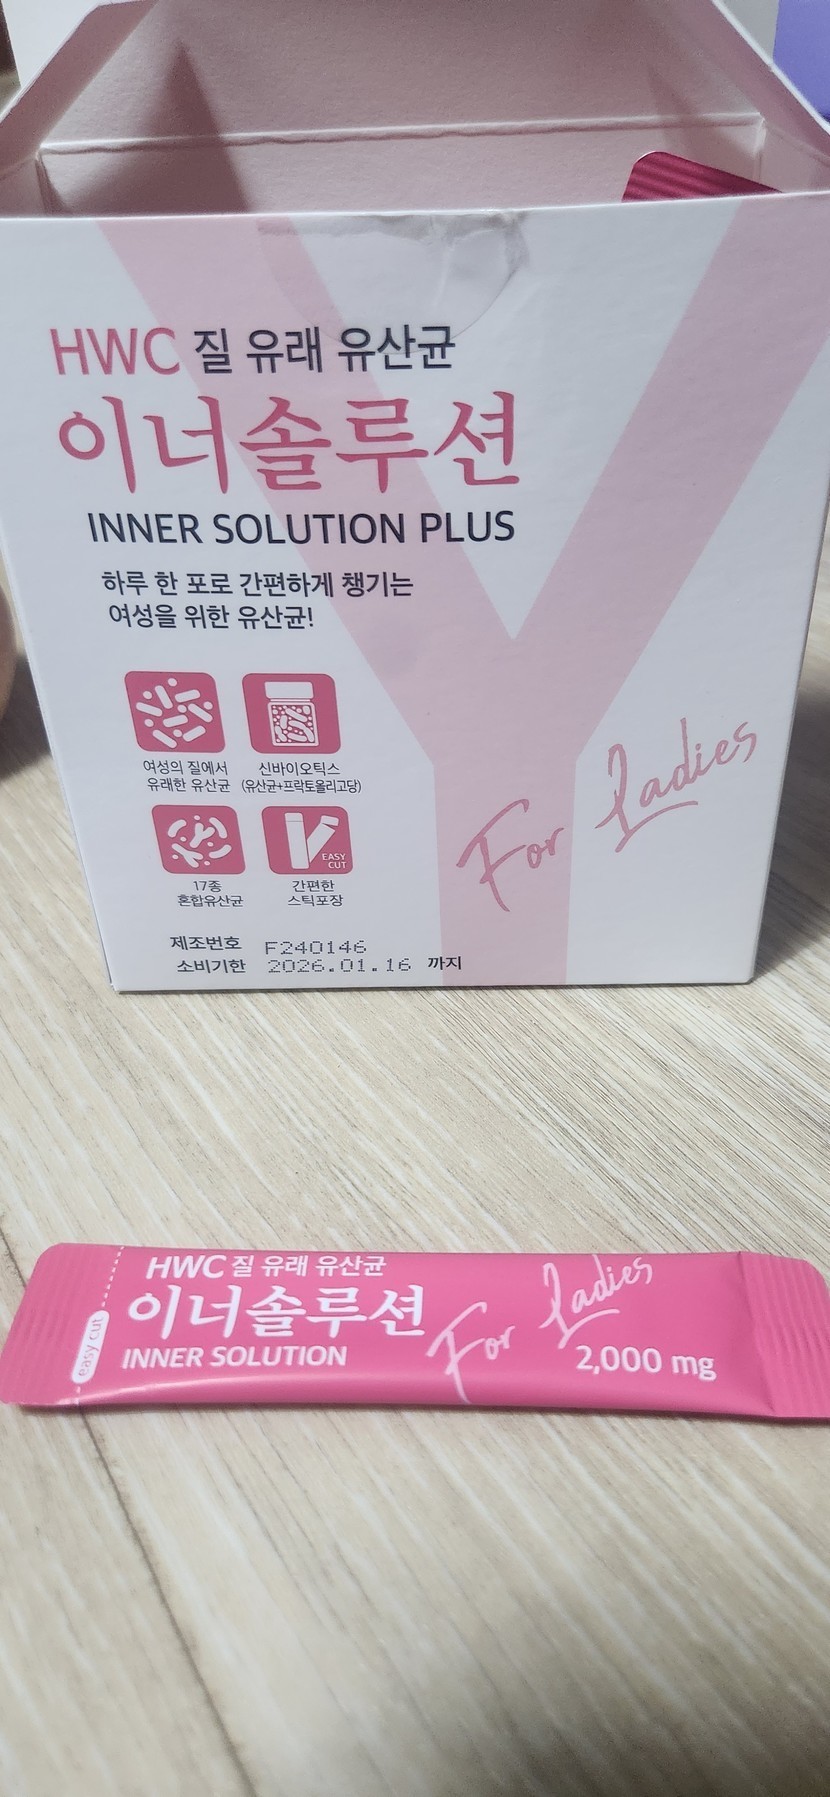 HWC 질 유래 유산균
이너솔루션
INNER SOLUTION PLUS
하루 한 포로 간편하게 챙기는
여성을 위한 유산균!
여성의 질에서
유래한 유산균
신바이오틱스
(유산균+프락토올리고당)
EASY
CUT
17종
혼합유산균
간편한
스틱포장
For Ladies
제조번호 F240146
소비기한 2026.01.16 까지
easy cut
HWC 질 유래 유산균
이너솔루션
INNER SOLUTION
For Ladies
2,000 mg